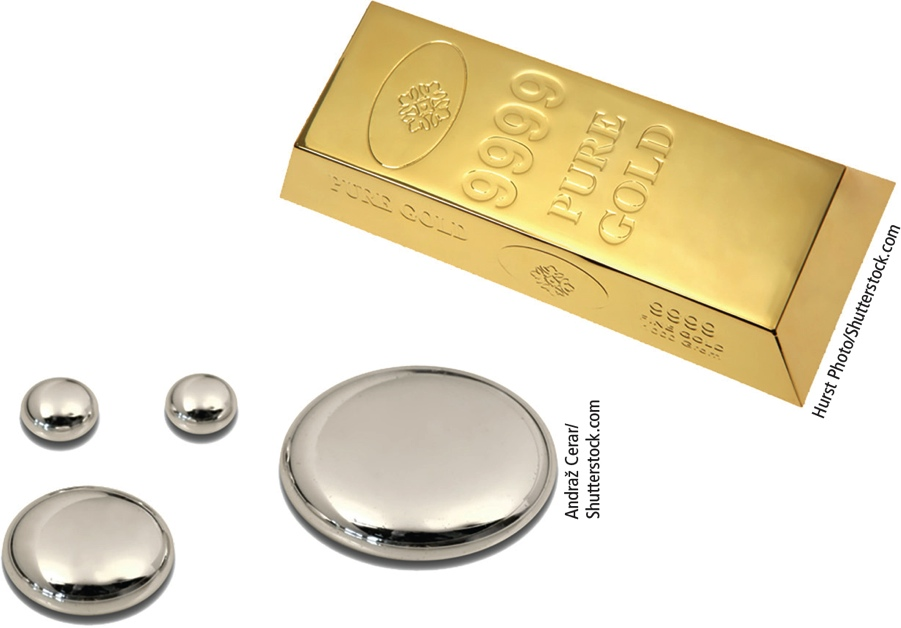 9999
PURE
GOLD
PURE GOLD
9999
Hurst Photo/Shutterstock.com
Andraž Cerar/
Shutterstock.com